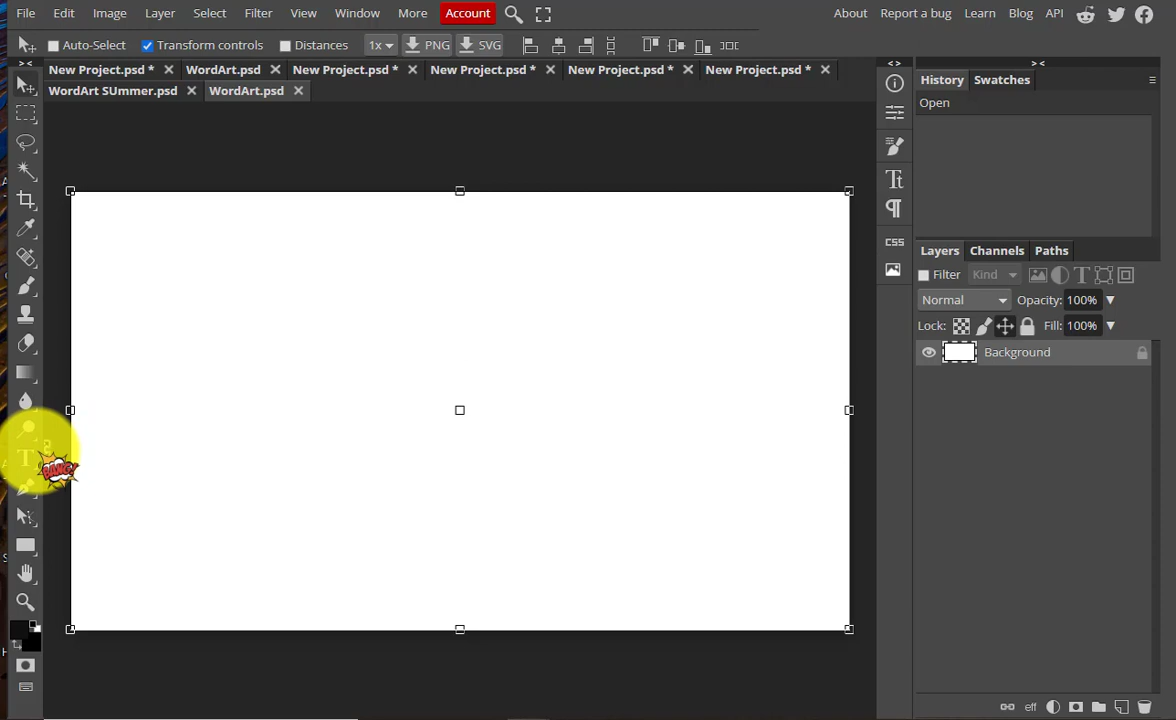 File Edit Image Layer Select Filter View Window More Account About Report a bug Learn Blog API
Auto-Select Transform controls Distances 1x PNG SVG
New Project.psd * WordArt.psd New Project.psd * New Project.psd * New Project.psd * New Project.psd *
WordArt SUmmer.psd WordArt.psd
History Swatches
Open
BANG!
Layers Channels Paths
Filter Kind
Normal Opacity: 100%
Lock: Fill: 100%
Background
CSS
eff